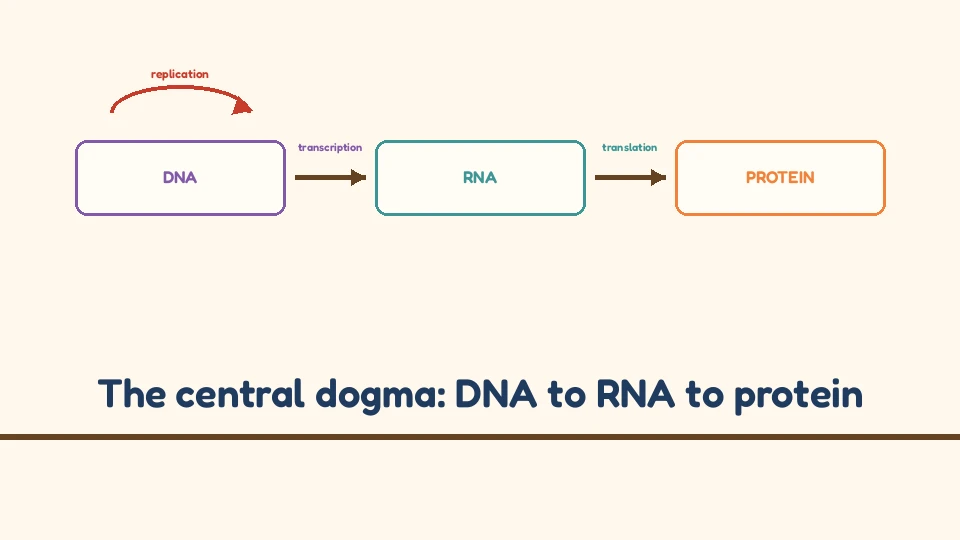 replication
transcription
translation
DNA
RNA
PROTEIN
The central dogma: DNA to RNA to protein